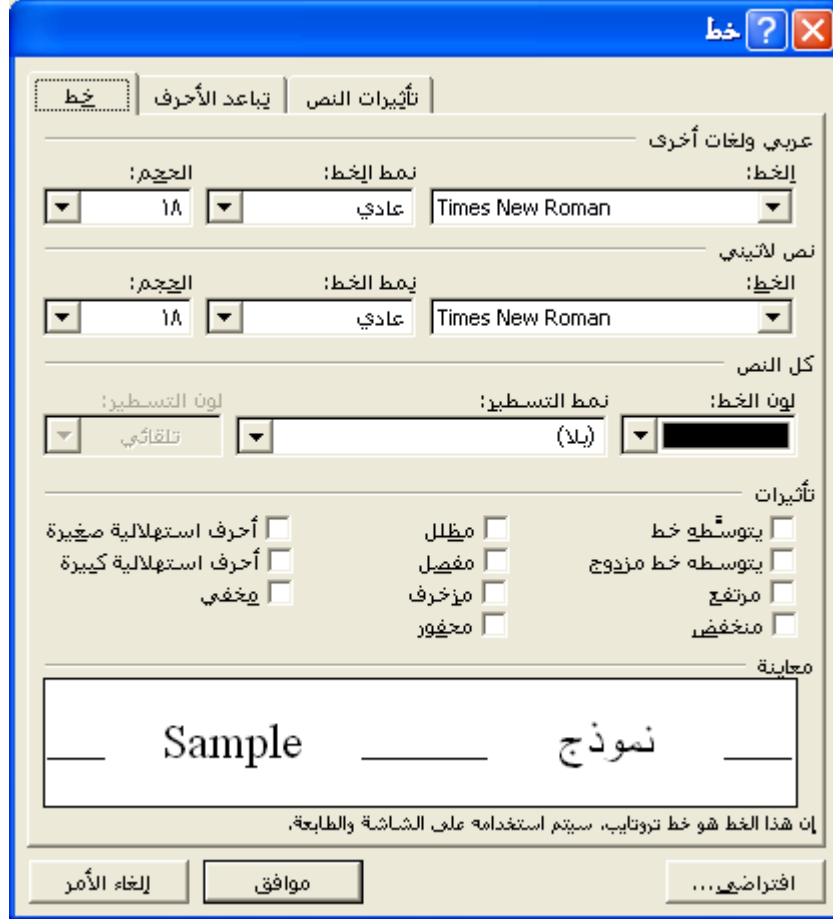 خط
خط تباعد الأحرف تأثيرات النص
عربي ولغات أخرى
الخط: نمط الخط: الحجم:
Times New Roman عادي ١٨
نص لاتيني
الخط: نمط الخط: الحجم:
Times New Roman عادي ١٨
كل النص
لون الخط: نمط التسطير: لون التسطير:
(بلا) تلقائي
تأثيرات
يتوسطه خط مظلل أحرف استهلالية صغيرة
يتوسطه خط مزدوج مفصل أحرف استهلالية كبيرة
مرتفع مزخرف مخفي
منخفض محفور
معاينة
نموذج Sample
إن هذا الخط هو خط تروتايب، سيتم استخدامه على الشاشة والطابعة.
افتراضي... موافق إلغاء الأمر